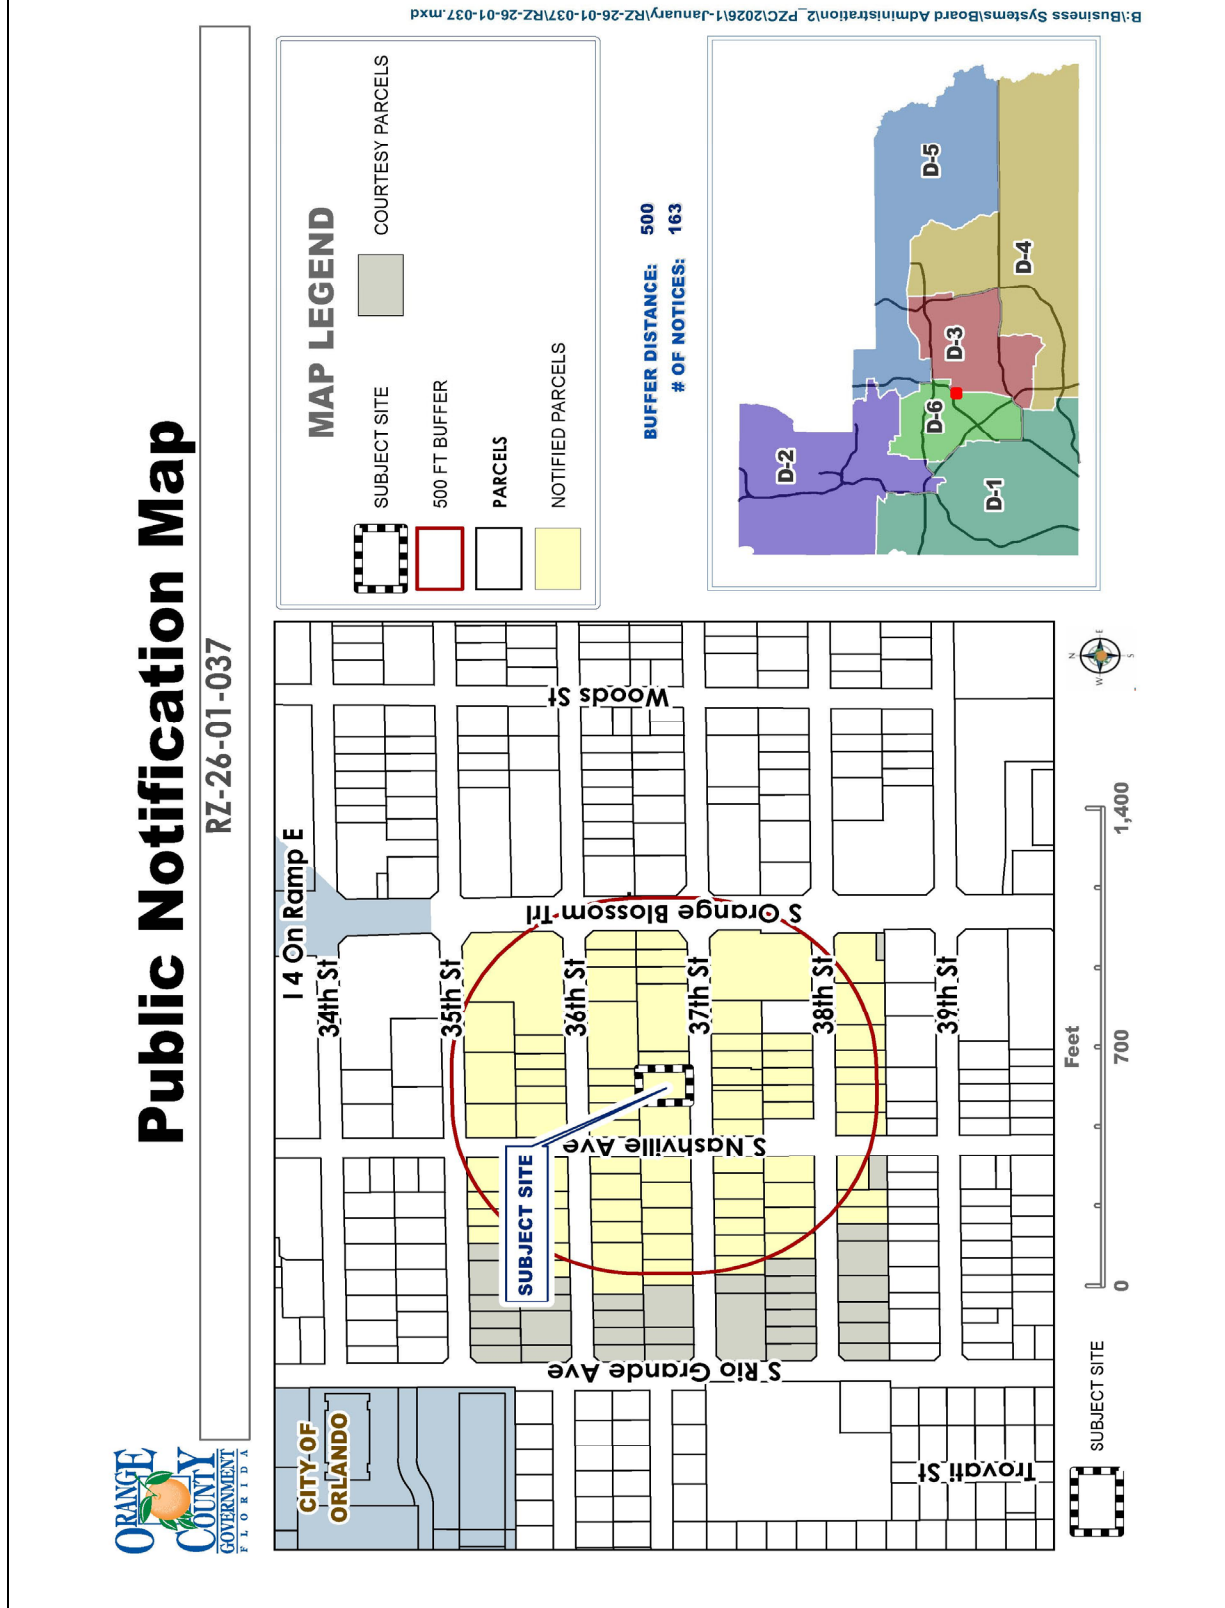 Public Notification Map
RZ-26-01-037
ORANGE
COUNTY
GOVERNMENT
FLORIDA
I 4 On Ramp E
34th St
35th St
36th St
37th St
38th St
39th St
Woods St
S Orange Blossom Trl
S Nashville Ave
S Rio Grande Ave
Trovati St
CITY OF
ORLANDO
SUBJECT SITE
MAP LEGEND
SUBJECT SITE
500 FT BUFFER
PARCELS
NOTIFIED PARCELS
COURTESY PARCELS
BUFFER DISTANCE: 500
# OF NOTICES: 163
D-1
D-2
D-3
D-4
D-5
D-6
SUBJECT SITE
Feet
0 700 1,400
N
W E
S
B:\Business Systems\Board Administration\2_PZC\2026\1-January\RZ-26-01-037\RZ-26-01-037.mxd